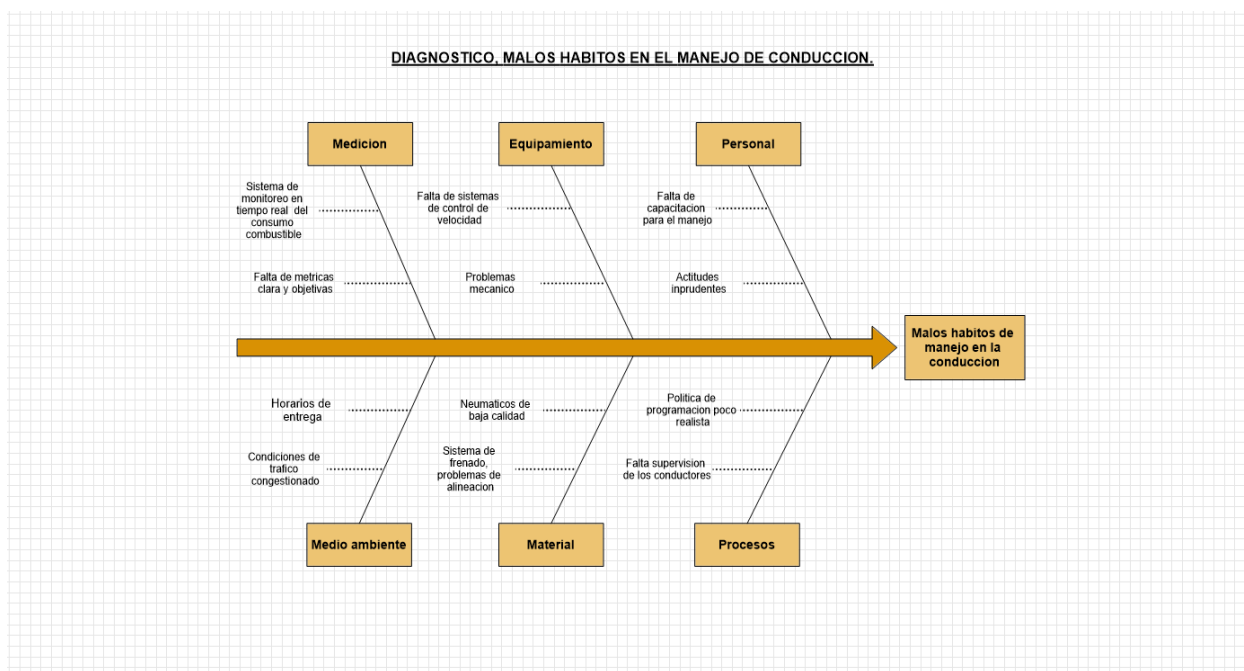 DIAGNOSTICO, MALOS HABITOS EN EL MANEJO DE CONDUCCION.
Medicion
Equipamiento
Personal
Sistema de
monitoreo en
tiempo real del
consumo
combustible
Falta de sistemas
de control de
velocidad
Falta de
capacitacion
para el manejo
Falta de metricas
clara y objetivas
Problemas
mecanico
Actitudes
inprudentes
Malos habitos de
manejo en la
conduccion
Horarios de
entrega
Neumaticos de
baja calidad
Politica de
programacion poco
realista
Condiciones de
trafico
congestionado
Sistema de
frenado,
problemas de
alineacion
Falta supervision
de los conductores
Medio ambiente
Material
Procesos